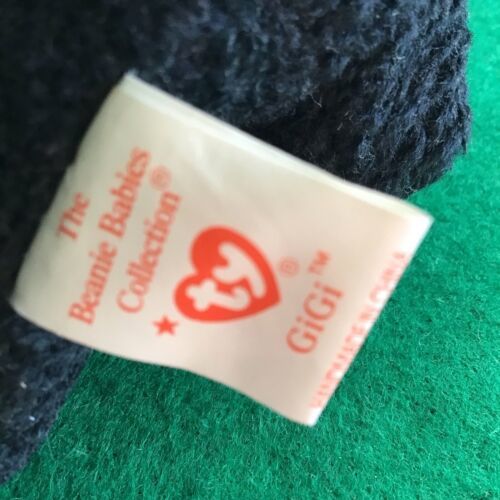 The
Beanie Babies
Collection®
ty®
GiGi™
HANDMADE IN CHINA